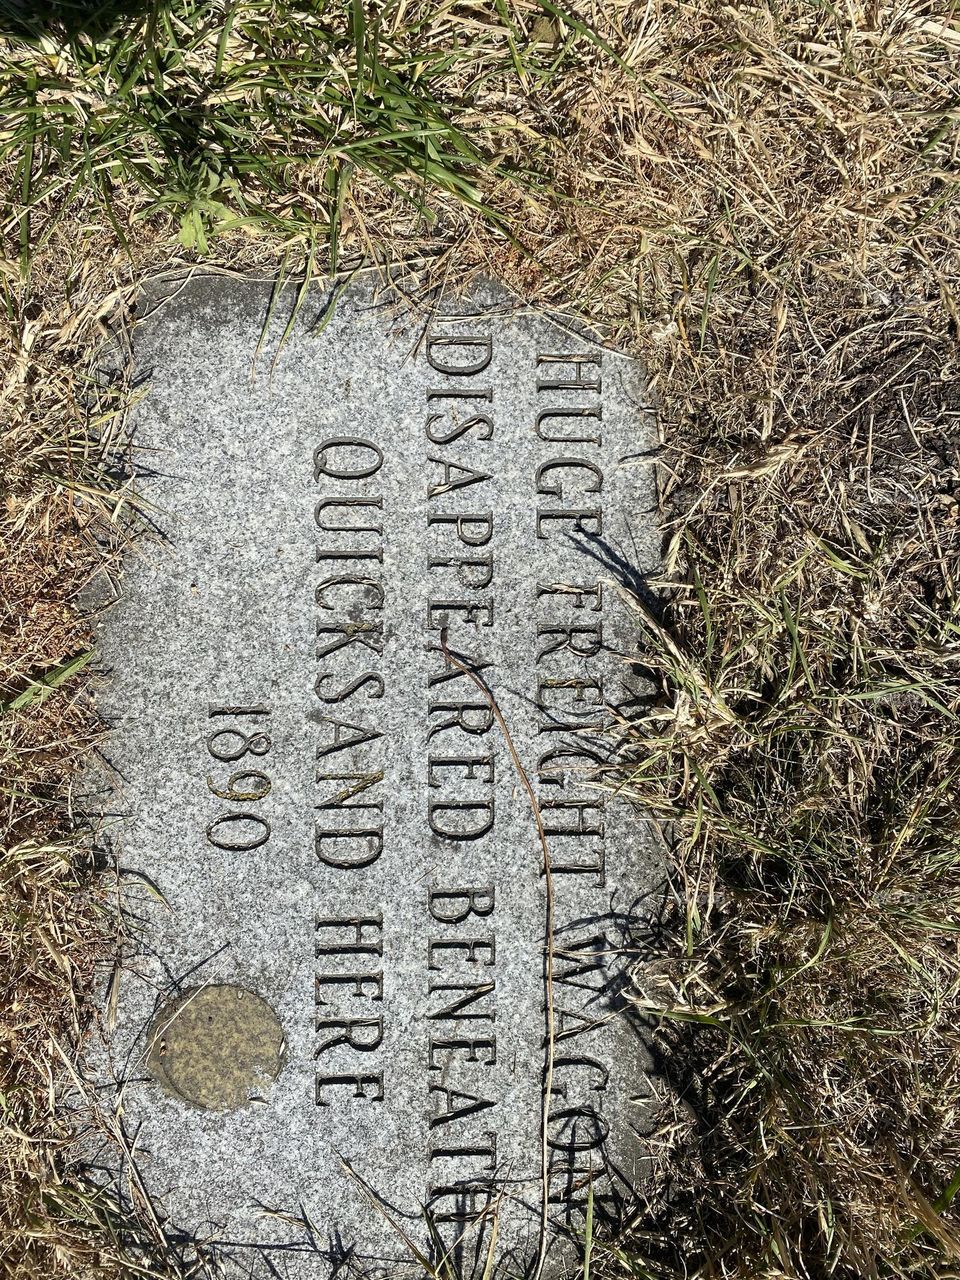 HUGE FREIGHT WAGON
DISAPPEARED BENEATH
QUICKSAND HERE
1890